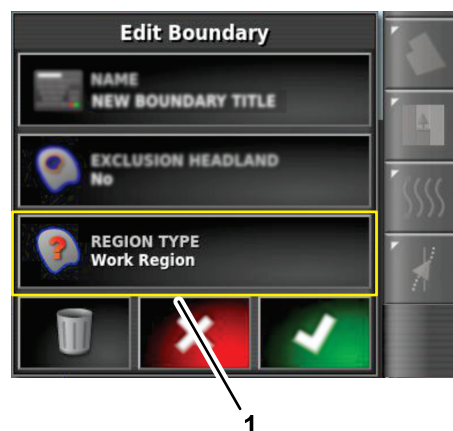 Edit Boundary
NAME
NEW BOUNDARY TITLE
EXCLUSION HEADLAND
No
REGION TYPE
Work Region
1